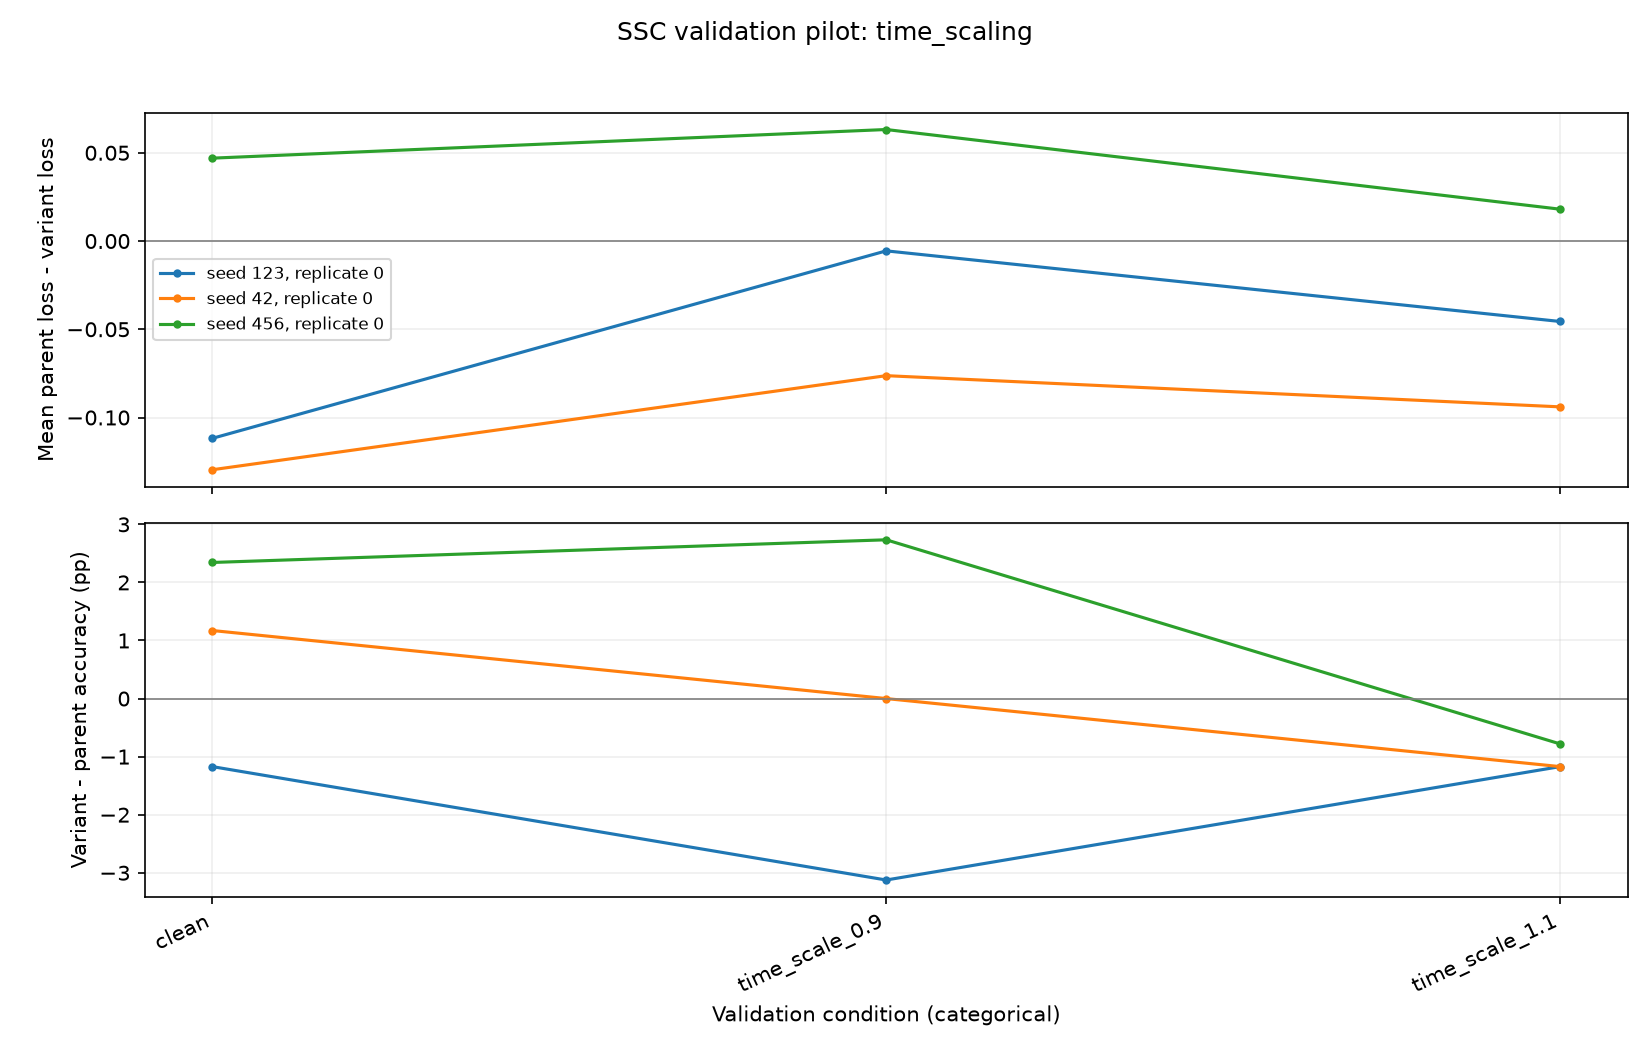 SSC validation pilot: time_scaling
Mean parent loss - variant loss
0.05
0.00
−0.05
−0.10
seed 123, replicate 0
seed 42, replicate 0
seed 456, replicate 0
Variant - parent accuracy (pp)
3
2
1
0
−1
−2
−3
clean
time_scale_0.9
time_scale_1.1
Validation condition (categorical)